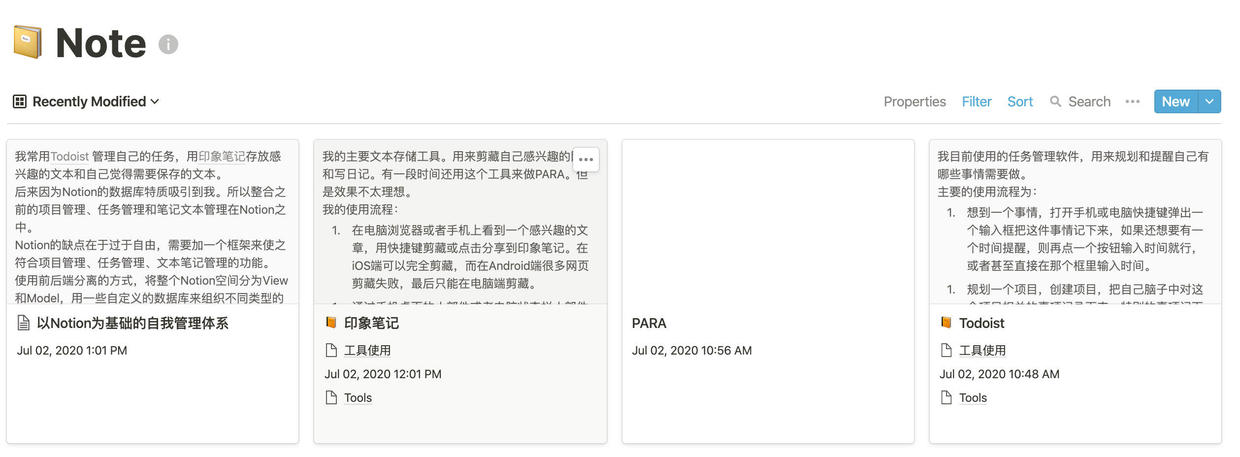 Note
Recently Modified
Properties Filter Sort Search New
我常用Todoist 管理自己的任务，用印象笔记存放感
兴趣的文本和自己觉得需要保存的文本。
后来因为Notion的数据库特质吸引到我。所以整合之
前的项目管理、任务管理和笔记文本管理在Notion之
中。
Notion的缺点在于过于自由，需要加一个框架来使之
符合项目管理、任务管理、文本笔记管理的功能。
使用前后端分离的方式，将整个Notion空间分为View
和Model，用一些自定义的数据库来组织不同类型的
以Notion为基础的自我管理体系
Jul 02, 2020 1:01 PM
我的主要文本存储工具。用来剪藏自己感兴趣的
和写日记。有一段时间还用这个工具来做PARA。但
是效果不太理想。
我的使用流程：
1. 在电脑浏览器或者手机上看到一个感兴趣的文
章，用快捷键剪藏或点击分享到印象笔记。在
iOS端可以完全剪藏，而在Android端很多网页
剪藏失败，最后只能在电脑端剪藏。
印象笔记
工具使用
Jul 02, 2020 12:01 PM
Tools
PARA
Jul 02, 2020 10:56 AM
我目前使用的任务管理软件，用来规划和提醒自己有
哪些事情需要做。
主要的使用流程为：
1. 想到一个事情，打开手机或电脑快捷键弹出一
个输入框把这件事情记下来，如果还想要有一
个时间提醒，则再点一个按钮输入时间就行，
或者甚至直接在那个框里输入时间。
1. 规划一个项目，创建项目，把自己脑子中对这
Todoist
工具使用
Jul 02, 2020 10:48 AM
Tools